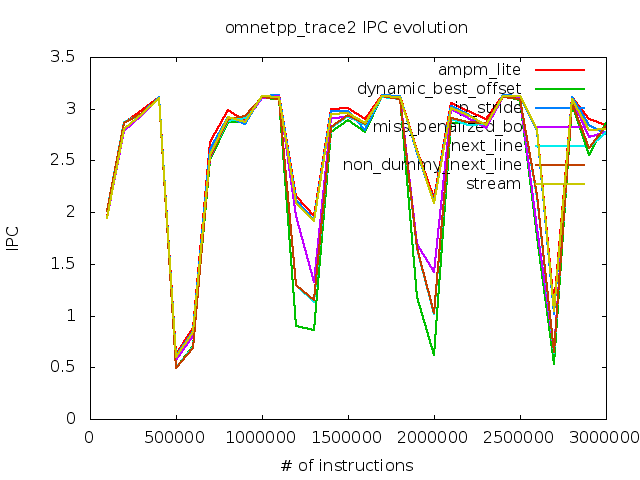 omnetpp_trace2 IPC evolution
3.5
3
2.5
2
1.5
1
0.5
0
IPC
ampm_lite
dynamic_best_offset
ip_stride
miss_penalized_bo
next_line
non_dummy_next_line
stream
0 500000 1000000 1500000 2000000 2500000 3000000
# of instructions